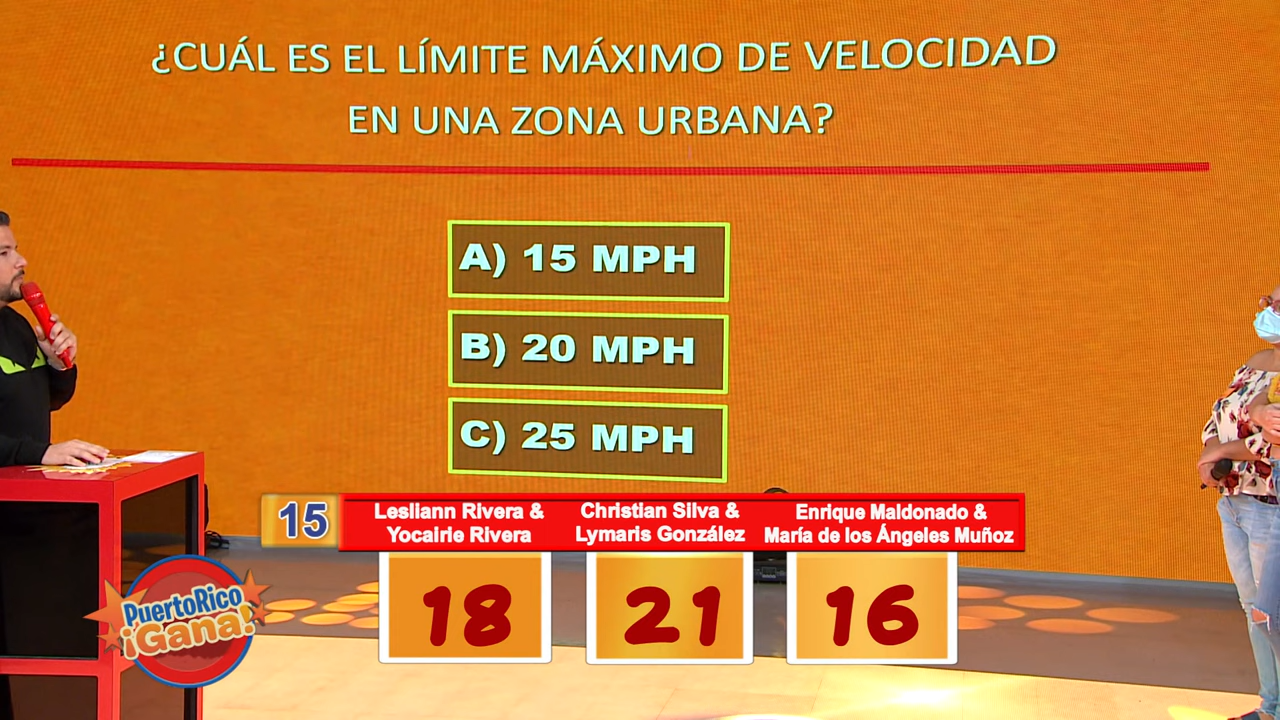 ¿CUÁL ES EL LÍMITE MÁXIMO DE VELOCIDAD
EN UNA ZONA URBANA?
A) 15 MPH
B) 20 MPH
C) 25 MPH
15
Lesliann Rivera &
Yocairie Rivera
Christian Silva &
Lymaris González
Enrique Maldonado &
María de los Ángeles Muñoz
18
21
16
PuertoRico
¡Gana!